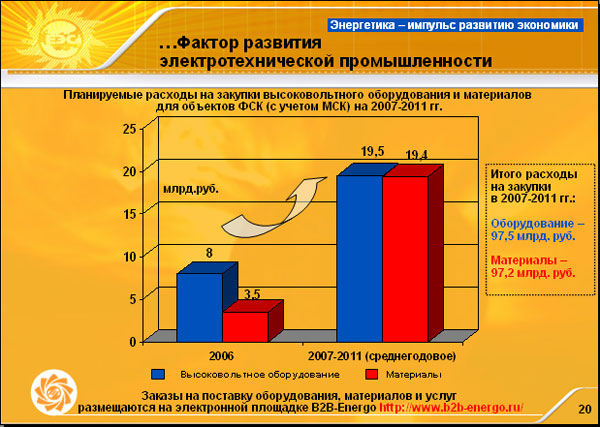 Энергетика – импульс развитию экономики
…Фактор развития
электротехнической промышленности
Планируемые расходы на закупки высоковольтного оборудования и материалов
для объектов ФСК (с учетом МСК) на 2007-2011 гг.
25
20
15
10
5
0
млрд.руб.
8
3,5
19,5
19,4
2006
2007-2011 (среднегодовое)
Высоковольтное оборудование
Материалы
Итого расходы
на закупки
в 2007-2011 гг.:
Оборудование –
97,5 млрд. руб.
Материалы –
97,2 млрд. руб.
Заказы на поставку оборудования, материалов и услуг
размещаются на электронной площадке B2B-Energo http://www.b2b-energo.ru/
20